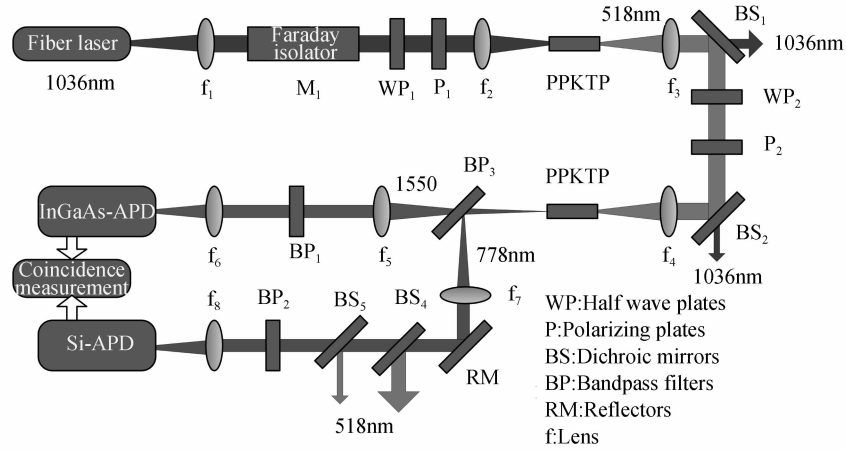 518nm
BS1
Fiber laser
Faraday
isolator
1036nm
1036nm
f1
M1
WP1
P1
f2
PPKTP
f3
WP2
P2
BP3
PPKTP
1550
InGaAs-APD
f6
BP1
f5
778nm
f4
BS2
1036nm
Coincidence
measurement
f8
BP2
BS5
BS4
f7
Si-APD
RM
518nm
WP:Half wave plates
P:Polarizing plates
BS:Dichroic mirrors
BP:Bandpass filters
RM:Reflectors
f:Lens